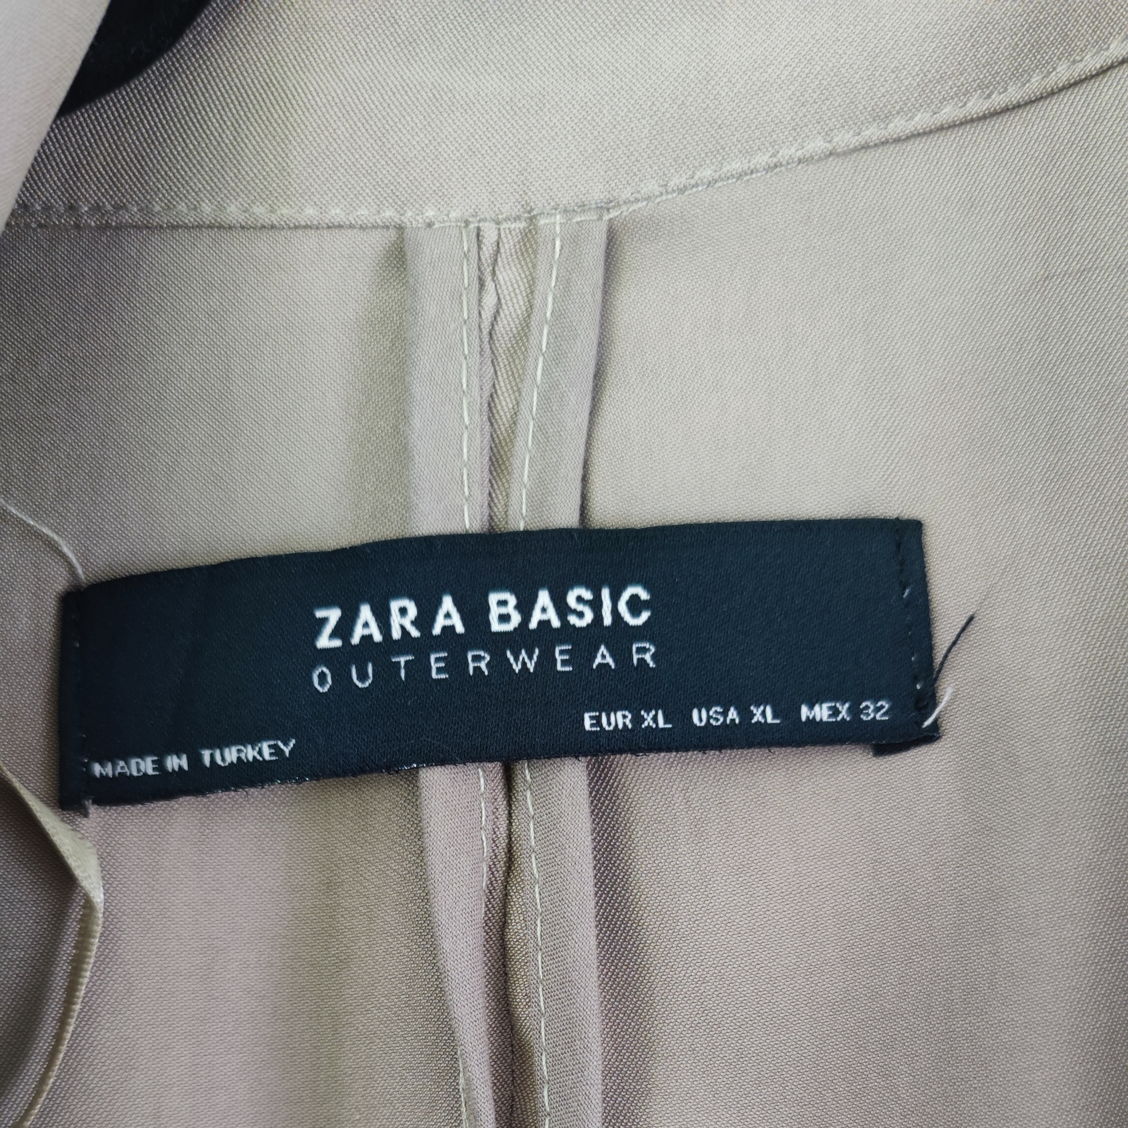 ZARA BASIC
OUTERWEAR
EUR XL USA XL MEX 32
MADE IN TURKEY